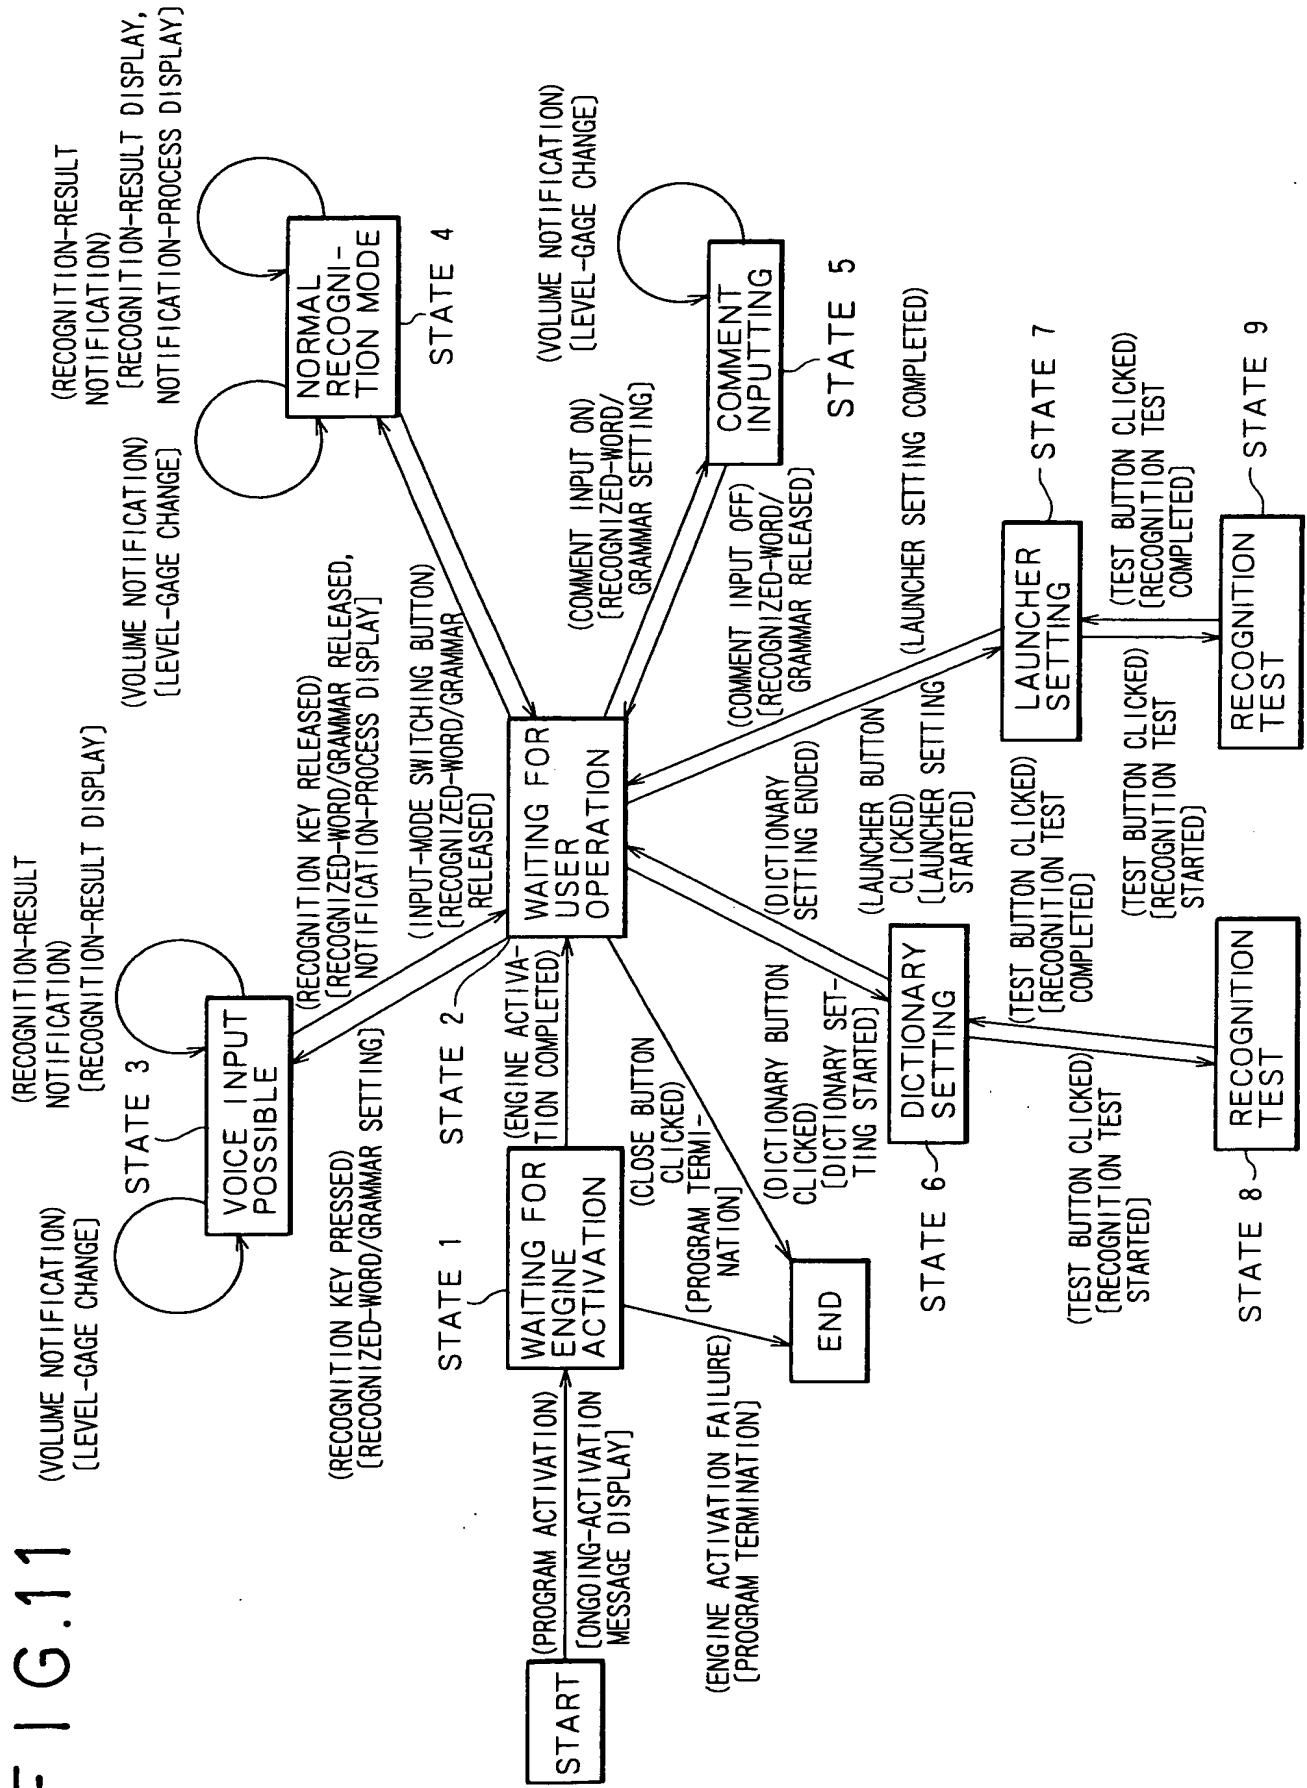 FIG.11
(VOLUME NOTIFICATION)
[LEVEL-GAGE CHANGE]
(RECOGNITION-RESULT
NOTIFICATION)
[RECOGNITION-RESULT DISPLAY]
STATE 3
VOICE INPUT
POSSIBLE
(VOLUME NOTIFICATION)
[LEVEL-GAGE CHANGE]
(RECOGNITION-RESULT
NOTIFICATION)
[RECOGNITION-RESULT DISPLAY,
NOTIFICATION-PROCESS DISPLAY]
NORMAL
RECOGNI-
TION MODE
STATE 4
(RECOGNITION KEY PRESSED)
[RECOGNIZED-WORD/GRAMMAR SETTING]
(RECOGNITION KEY RELEASED)
[RECOGNIZED-WORD/GRAMMAR RELEASED,
NOTIFICATION-PROCESS DISPLAY]
(INPUT-MODE SWITCHING BUTTON)
[RECOGNIZED-WORD/GRAMMAR
RELEASED]
STATE 1
STATE 2
START
(PROGRAM ACTIVATION)
[ONGOING-ACTIVATION
MESSAGE DISPLAY]
WAITING FOR
ENGINE
ACTIVATION
(ENGINE ACTIVA-
TION COMPLETED)
WAITING FOR
USER
OPERATION
(COMMENT INPUT ON)
[RECOGNIZED-WORD/
GRAMMAR SETTING]
(VOLUME NOTIFICATION)
[LEVEL-GAGE CHANGE]
COMMENT
INPUTTING
STATE 5
(COMMENT INPUT OFF)
[RECOGNIZED-WORD/
GRAMMAR RELEASED]
(ENGINE ACTIVATION FAILURE)
[PROGRAM TERMINATION]
(CLOSE BUTTON
CLICKED)
[PROGRAM TERMI-
NATION]
END
(DICTIONARY BUTTON
CLICKED)
[DICTIONARY SET-
TING STARTED]
(DICTIONARY
SETTING ENDED)
(LAUNCHER BUTTON
CLICKED)
[LAUNCHER SETTING
STARTED]
(LAUNCHER SETTING COMPLETED)
DICTIONARY
SETTING
STATE 6
LAUNCHER
SETTING
STATE 7
(TEST BUTTON CLICKED)
[RECOGNITION TEST
STARTED]
(TEST BUTTON CLICKED)
[RECOGNITION TEST
COMPLETED]
(TEST BUTTON CLICKED)
[RECOGNITION TEST
STARTED]
(TEST BUTTON CLICKED)
[RECOGNITION TEST
COMPLETED]
STATE 8
RECOGNITION
TEST
RECOGNITION
TEST
STATE 9